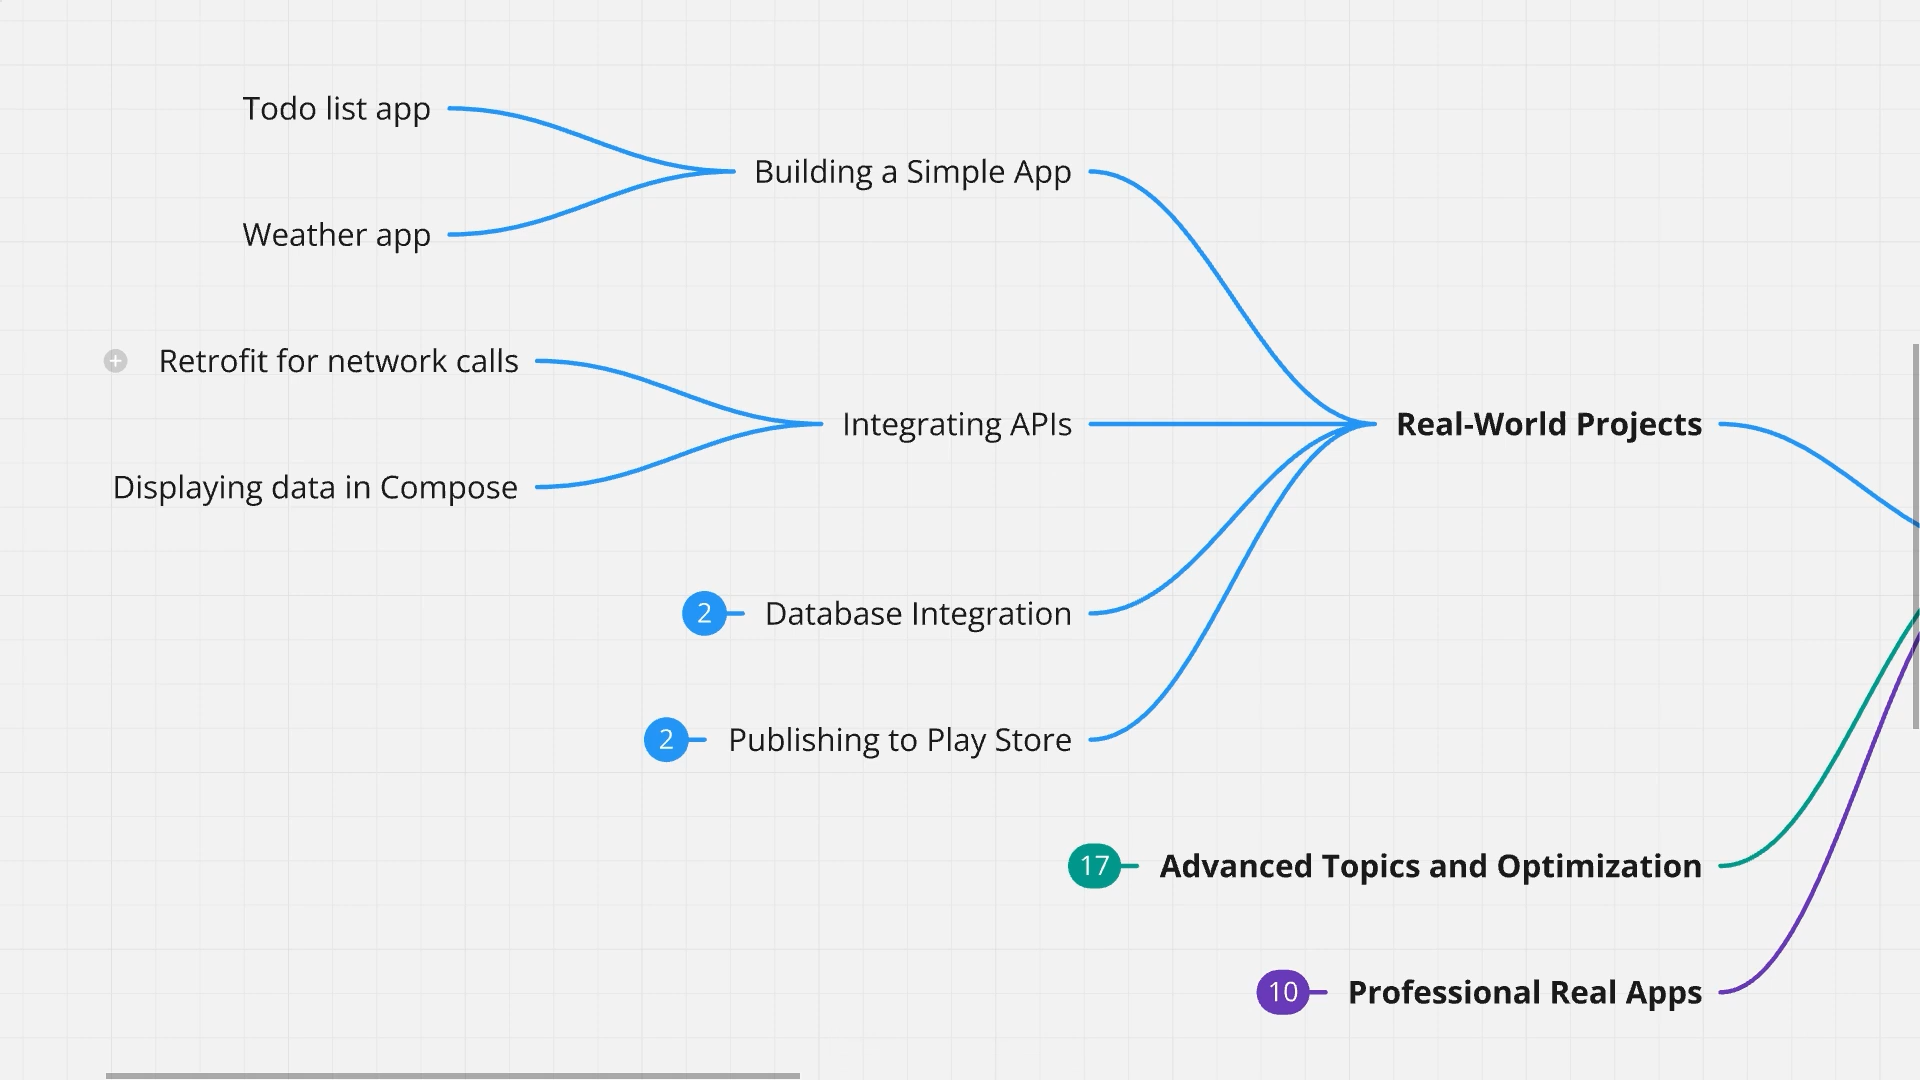 Todo list app
Building a Simple App
Weather app
Retrofit for network calls
Integrating APIs
Real-World Projects
Displaying data in Compose
2 Database Integration
2 Publishing to Play Store
17 Advanced Topics and Optimization
10 Professional Real Apps